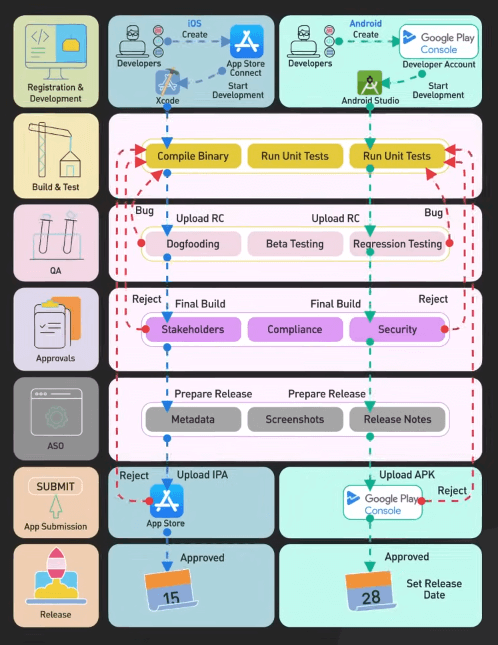 iOS
Create
Developers
App Store
Connect
Start
Development
Xcode
Android
Create
Developers
Google Play
Console
Developer Account
Start
Development
Android Studio
Registration &
Development
Compile Binary
Run Unit Tests
Run Unit Tests
Build & Test
Bug
Bug
Upload RC
Upload RC
Dogfooding
Beta Testing
Regression Testing
QA
Reject
Final Build
Final Build
Reject
Stakeholders
Compliance
Security
Approvals
Prepare Release
Prepare Release
Metadata
Screenshots
Release Notes
ASO
Reject
Upload IPA
Upload APK
Reject
SUBMIT
App Submission
App Store
Google Play
Console
Approved
Approved
15
28
Set Release
Date
Release